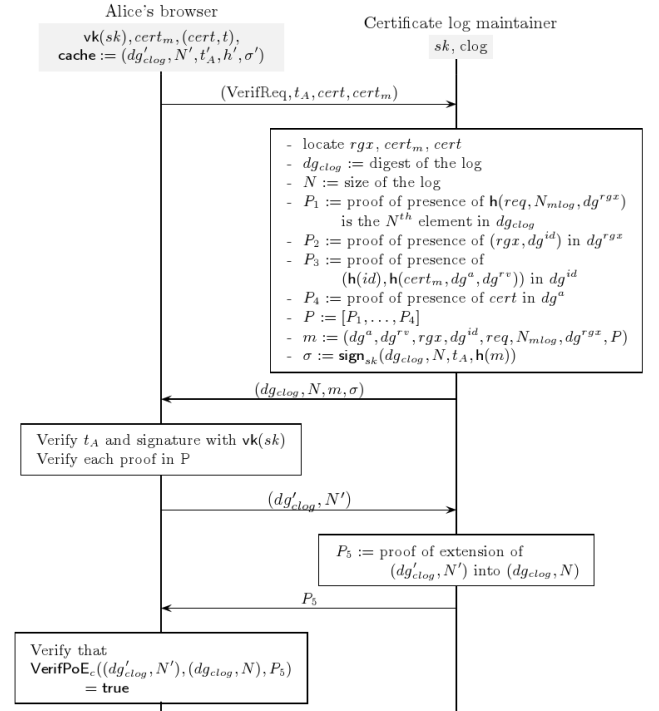 Alice's browser
vk(sk), cert_m, (cert, t),
cache := (dg'_clog, N', t'_A, h', σ')
Certificate log maintainer
sk, clog
(VerifReq, t_A, cert, cert_m)
- locate rgx, cert_m, cert
- dg_clog := digest of the log
- N := size of the log
- P_1 := proof of presence of h(req, N_mlog, dg^rgx)
is the N^th element in dg_clog
- P_2 := proof of presence of (rgx, dg^id) in dg^rgx
- P_3 := proof of presence of
(h(id), h(cert_m, dg^a, dg^rv)) in dg^id
- P_4 := proof of presence of cert in dg^a
- P := [P_1, ..., P_4]
- m := (dg^a, dg^rv, rgx, dg^id, req, N_mlog, dg^rgx, P)
- σ := sign_sk(dg_clog, N, t_A, h(m))
(dg_clog, N, m, σ)
Verify t_A and signature with vk(sk)
Verify each proof in P
(dg'_clog, N')
P_5 := proof of extension of
(dg'_clog, N') into (dg_clog, N)
P_5
Verify that
VerifPoE_c((dg'_clog, N'), (dg_clog, N), P_5)
= true